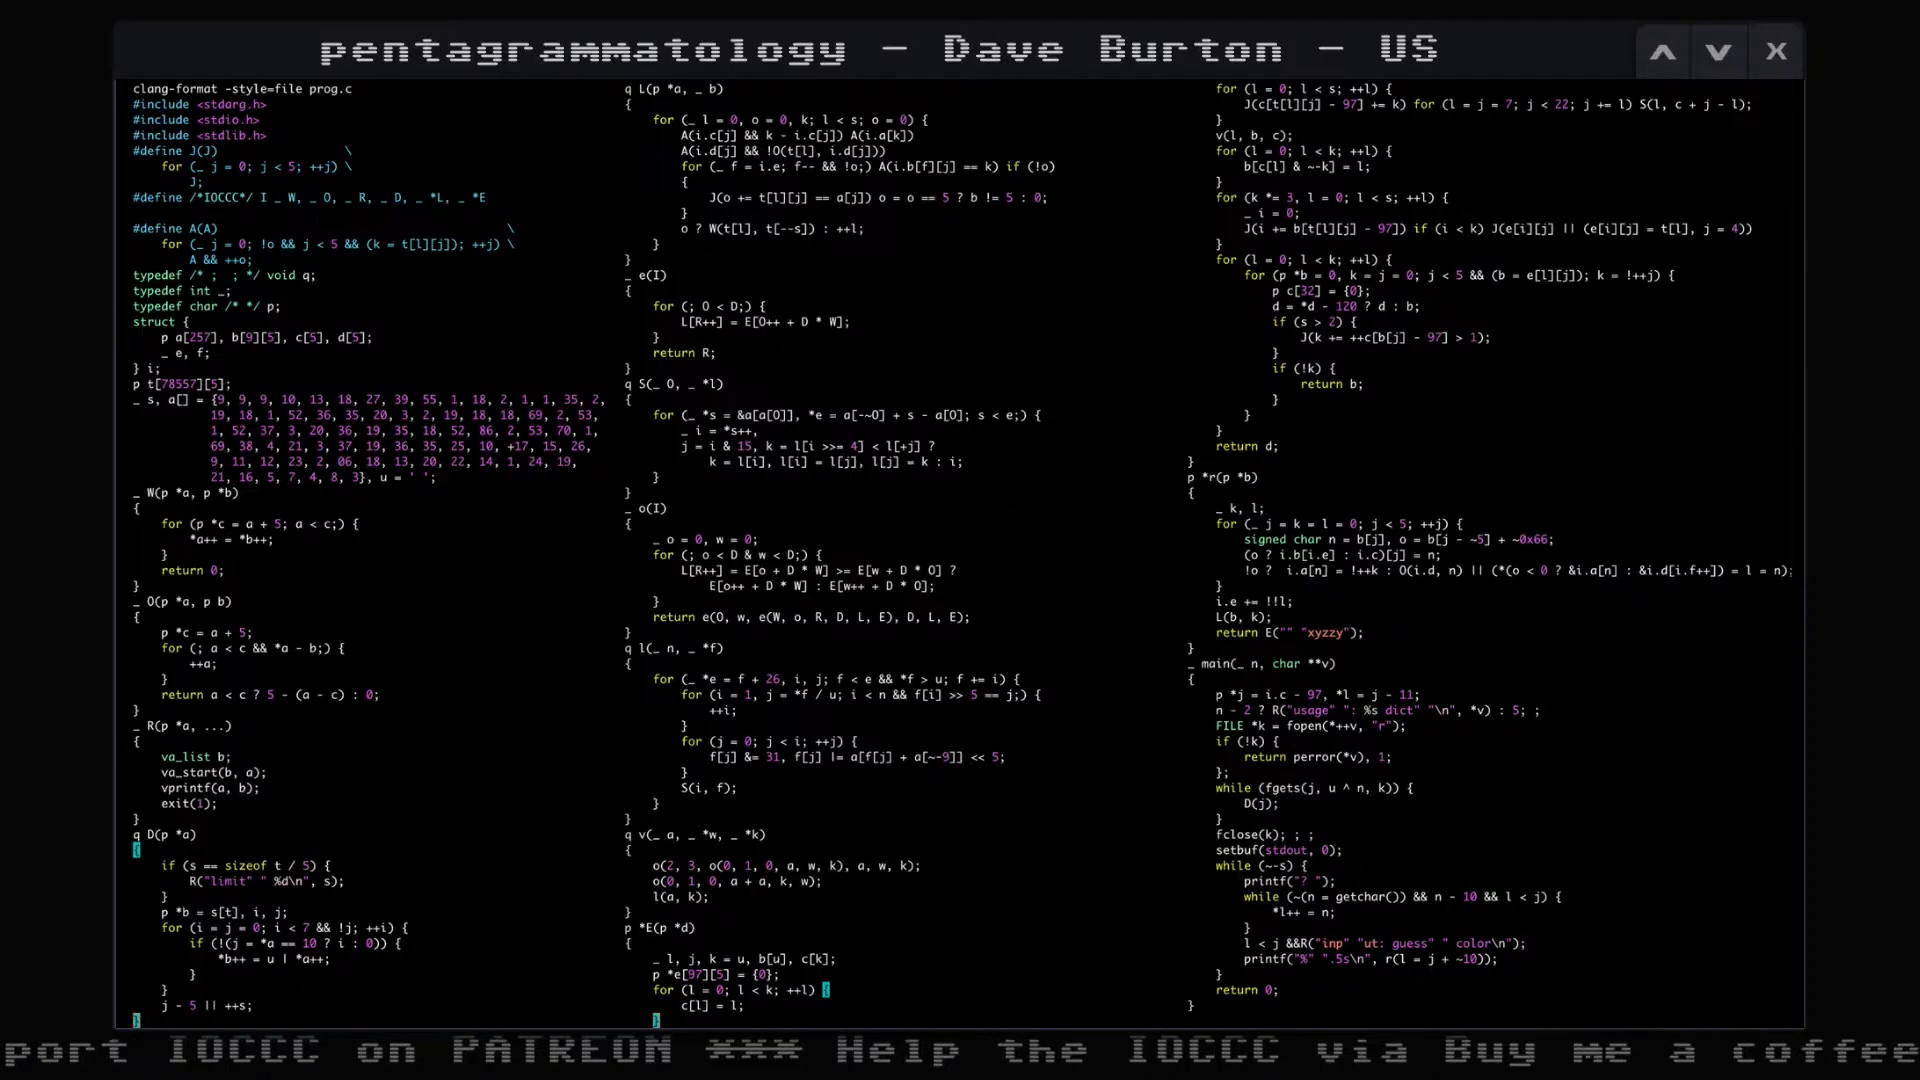 pentagrammatology - Dave Burton - US
clang-format -style=file prog.c
#include <stdarg.h>
#include <stdio.h>
#include <stdlib.h>
#define J(J) \
for (_ j = 0; j < 5; ++j) \
J;
#define /*IOCCC*/ I _ W, _ O, _ R, _ D, _ *L, _ *E
#define A(A) \
for (_ j = 0; !o && j < 5 && (k = t[l][j]); ++j) \
A && ++o;
typedef /* ; ; */ void q;
typedef int _;
typedef char /* */ p;
struct {
p a[257], b[9][5], c[5], d[5];
_ e, f;
} i;
p t[78557][5];
_ s, a[] = {9, 9, 9, 10, 13, 18, 27, 39, 55, 1, 18, 2, 1, 1, 35, 2,
19, 18, 1, 52, 36, 35, 20, 3, 2, 19, 18, 18, 69, 2, 53,
1, 52, 37, 3, 20, 36, 19, 35, 18, 52, 86, 2, 53, 70, 1,
69, 38, 4, 21, 3, 37, 19, 36, 35, 25, 10, +17, 15, 26,
9, 11, 12, 23, 2, 06, 18, 13, 20, 22, 14, 1, 24, 19,
21, 16, 5, 7, 4, 8, 3}, u = ' ';
_ W(p *a, p *b)
{
for (p *c = a + 5; a < c;) {
*a++ = *b++;
}
return 0;
}
_ O(p *a, p b)
{
p *c = a + 5;
for (; a < c && *a - b;) {
++a;
}
return a < c ? 5 - (a - c) : 0;
}
_ R(p *a, ...)
{
va_list b;
va_start(b, a);
vprintf(a, b);
exit(1);
}
q D(p *a)
{
if (s == sizeof t / 5) {
R("limit" " %d\n", s);
}
p *b = s[t], i, j;
for (i = j = 0; i < 7 && !j; ++i) {
if (!(j = *a == 10 ? i : 0)) {
*b++ = u | *a++;
}
}
j - 5 || ++s;
}
q L(p *a, _ b)
{
for (_ l = 0, o = 0, k; l < s; o = 0) {
A(i.c[j] && k - i.c[j]) A(i.a[k])
A(i.d[j] && !O(t[l], i.d[j]))
for (_ f = i.e; f-- && !o;) A(i.b[f][j] == k) if (!o)
{
J(o += t[l][j] == a[j]) o = o == 5 ? b != 5 : 0;
}
o ? W(t[l], t[--s]) : ++l;
}
}
_ e(I)
{
for (; O < D;) {
L[R++] = E[O++ + D * W];
}
return R;
}
q S(_ O, _ *l)
{
for (_ *s = &a[a[O]], *e = a[-~O] + s - a[O]; s < e;) {
_ i = *s++,
j = i & 15, k = l[i >>= 4] < l[+j] ?
k = l[i], l[i] = l[j], l[j] = k : i;
}
}
_ o(I)
{
_ o = 0, w = 0;
for (; o < D & w < D;) {
L[R++] = E[o + D * W] >= E[w + D * O] ?
E[o++ + D * W] : E[w++ + D * O];
}
return e(O, w, e(W, o, R, D, L, E), D, L, E);
}
q l(_ n, _ *f)
{
for (_ *e = f + 26, i, j; f < e && *f > u; f += i) {
for (i = 1, j = *f / u; i < n && f[i] >> 5 == j;) {
++i;
}
for (j = 0; j < i; ++j) {
f[j] &= 31, f[j] |= a[f[j] + a[~-9]] << 5;
}
S(i, f);
}
}
q v(_ a, _ *w, _ *k)
{
o(2, 3, o(0, 1, 0, a, w, k), a, w, k);
o(0, 1, 0, a + a, k, w);
l(a, k);
}
p *E(p *d)
{
_ l, j, k = u, b[u], c[k];
p *e[97][5] = {0};
for (l = 0; l < k; ++l) {
c[l] = l;
}
for (l = 0; l < s; ++l) {
J(c[t[l][j] - 97] += k) for (l = j = 7; j < 22; j += l) S(l, c + j - l);
}
v(l, b, c);
for (l = 0; l < k; ++l) {
b[c[l] & ~-k] = l;
}
for (k *= 3, l = 0; l < s; ++l) {
_ i = 0;
J(i += b[t[l][j] - 97]) if (i < k) J(e[i][j] || (e[i][j] = t[l], j = 4))
}
for (l = 0; l < k; ++l) {
for (p *b = 0, k = j = 0; j < 5 && (b = e[l][j]); k = !++j) {
p c[32] = {0};
d = *d - 120 ? d : b;
if (s > 2) {
J(k += ++c[b[j] - 97] > 1);
}
if (!k) {
return b;
}
}
}
return d;
}
p *r(p *b)
{
_ k, l;
for (_ j = k = l = 0; j < 5; ++j) {
signed char n = b[j], o = b[j - ~5] + ~0x66;
(o ? i.b[i.e] : i.c)[j] = n;
!o ? i.a[n] = !++k : O(i.d, n) || (*(o < 0 ? &i.a[n] : &i.d[i.f++]) = l = n);
}
i.e += !!l;
L(b, k);
return E("" "xyzzy");
}
_ main(_ n, char **v)
{
p *j = i.c - 97, *l = j - 11;
n - 2 ? R("usage" ": %s dict" "\n", *v) : 5; ;
FILE *k = fopen(*++v, "r");
if (!k) {
return perror(*v), 1;
};
while (fgets(j, u ^ n, k)) {
D(j);
}
fclose(k); ; ;
setbuf(stdout, 0);
while (~-s) {
printf("? ");
while (~(n = getchar()) && n - 10 && l < j) {
*l++ = n;
}
l < j &&R("inp" "ut: guess" " color\n");
printf("%" ".5s\n", r(l = j + ~10));
}
return 0;
}
port IOCCC on PATREON *** Help the IOCCC via Buy me a coffee